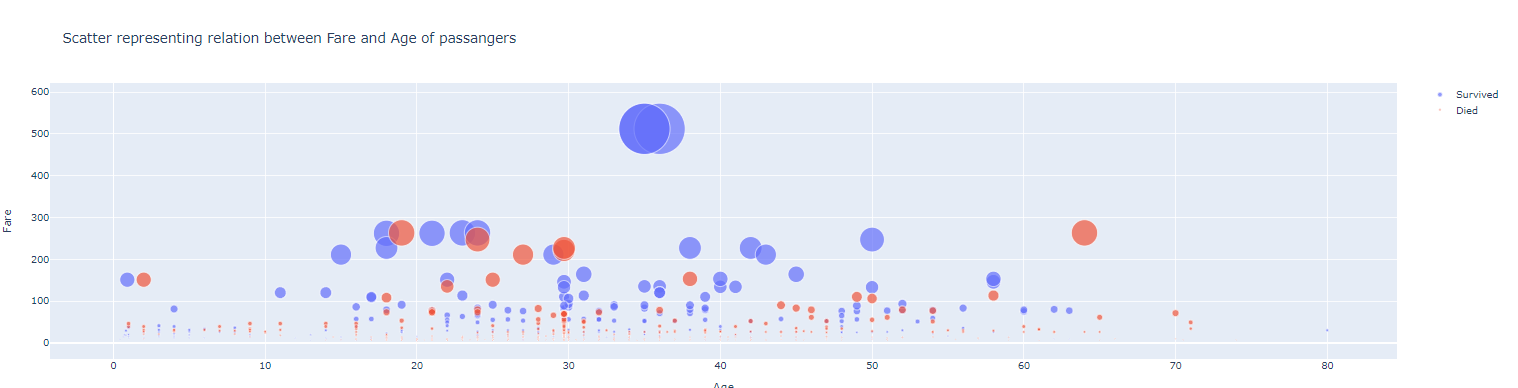 Scatter representing relation between Fare and Age of passangers
600
500
400
300
200
100
0
Fare
0 10 20 30 40 50 60 70 80
Age
Survived
Died